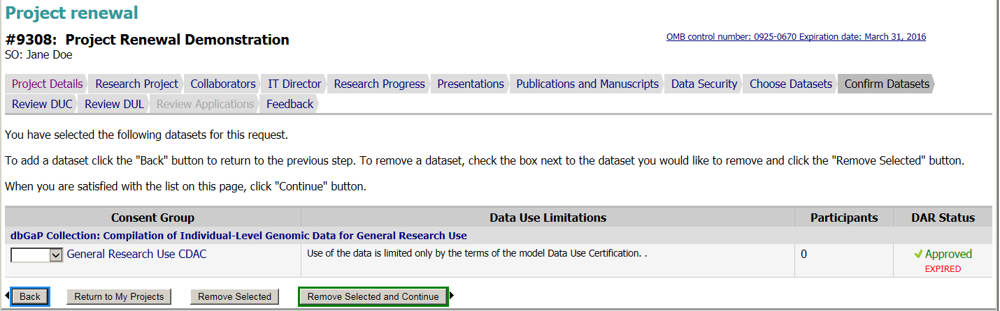 Project renewal
#9308: Project Renewal Demonstration
OMB control number: 0925-0670 Expiration date: March 31, 2016
SO: Jane Doe
Project Details Research Project Collaborators IT Director Research Progress Presentations Publications and Manuscripts Data Security Choose Datasets Confirm Datasets
Review DUC Review DUL Review Applications Feedback
You have selected the following datasets for this request.
To add a dataset click the "Back" button to return to the previous step. To remove a dataset, check the box next to the dataset you would like to remove and click the "Remove Selected" button.
When you are satisfied with the list on this page, click "Continue" button.
Consent Group Data Use Limitations Participants DAR Status
dbGaP Collection: Compilation of Individual-Level Genomic Data for General Research Use
General Research Use CDAC Use of the data is limited only by the terms of the model Data Use Certification. . 0 Approved
EXPIRED
Back Return to My Projects Remove Selected Remove Selected and Continue